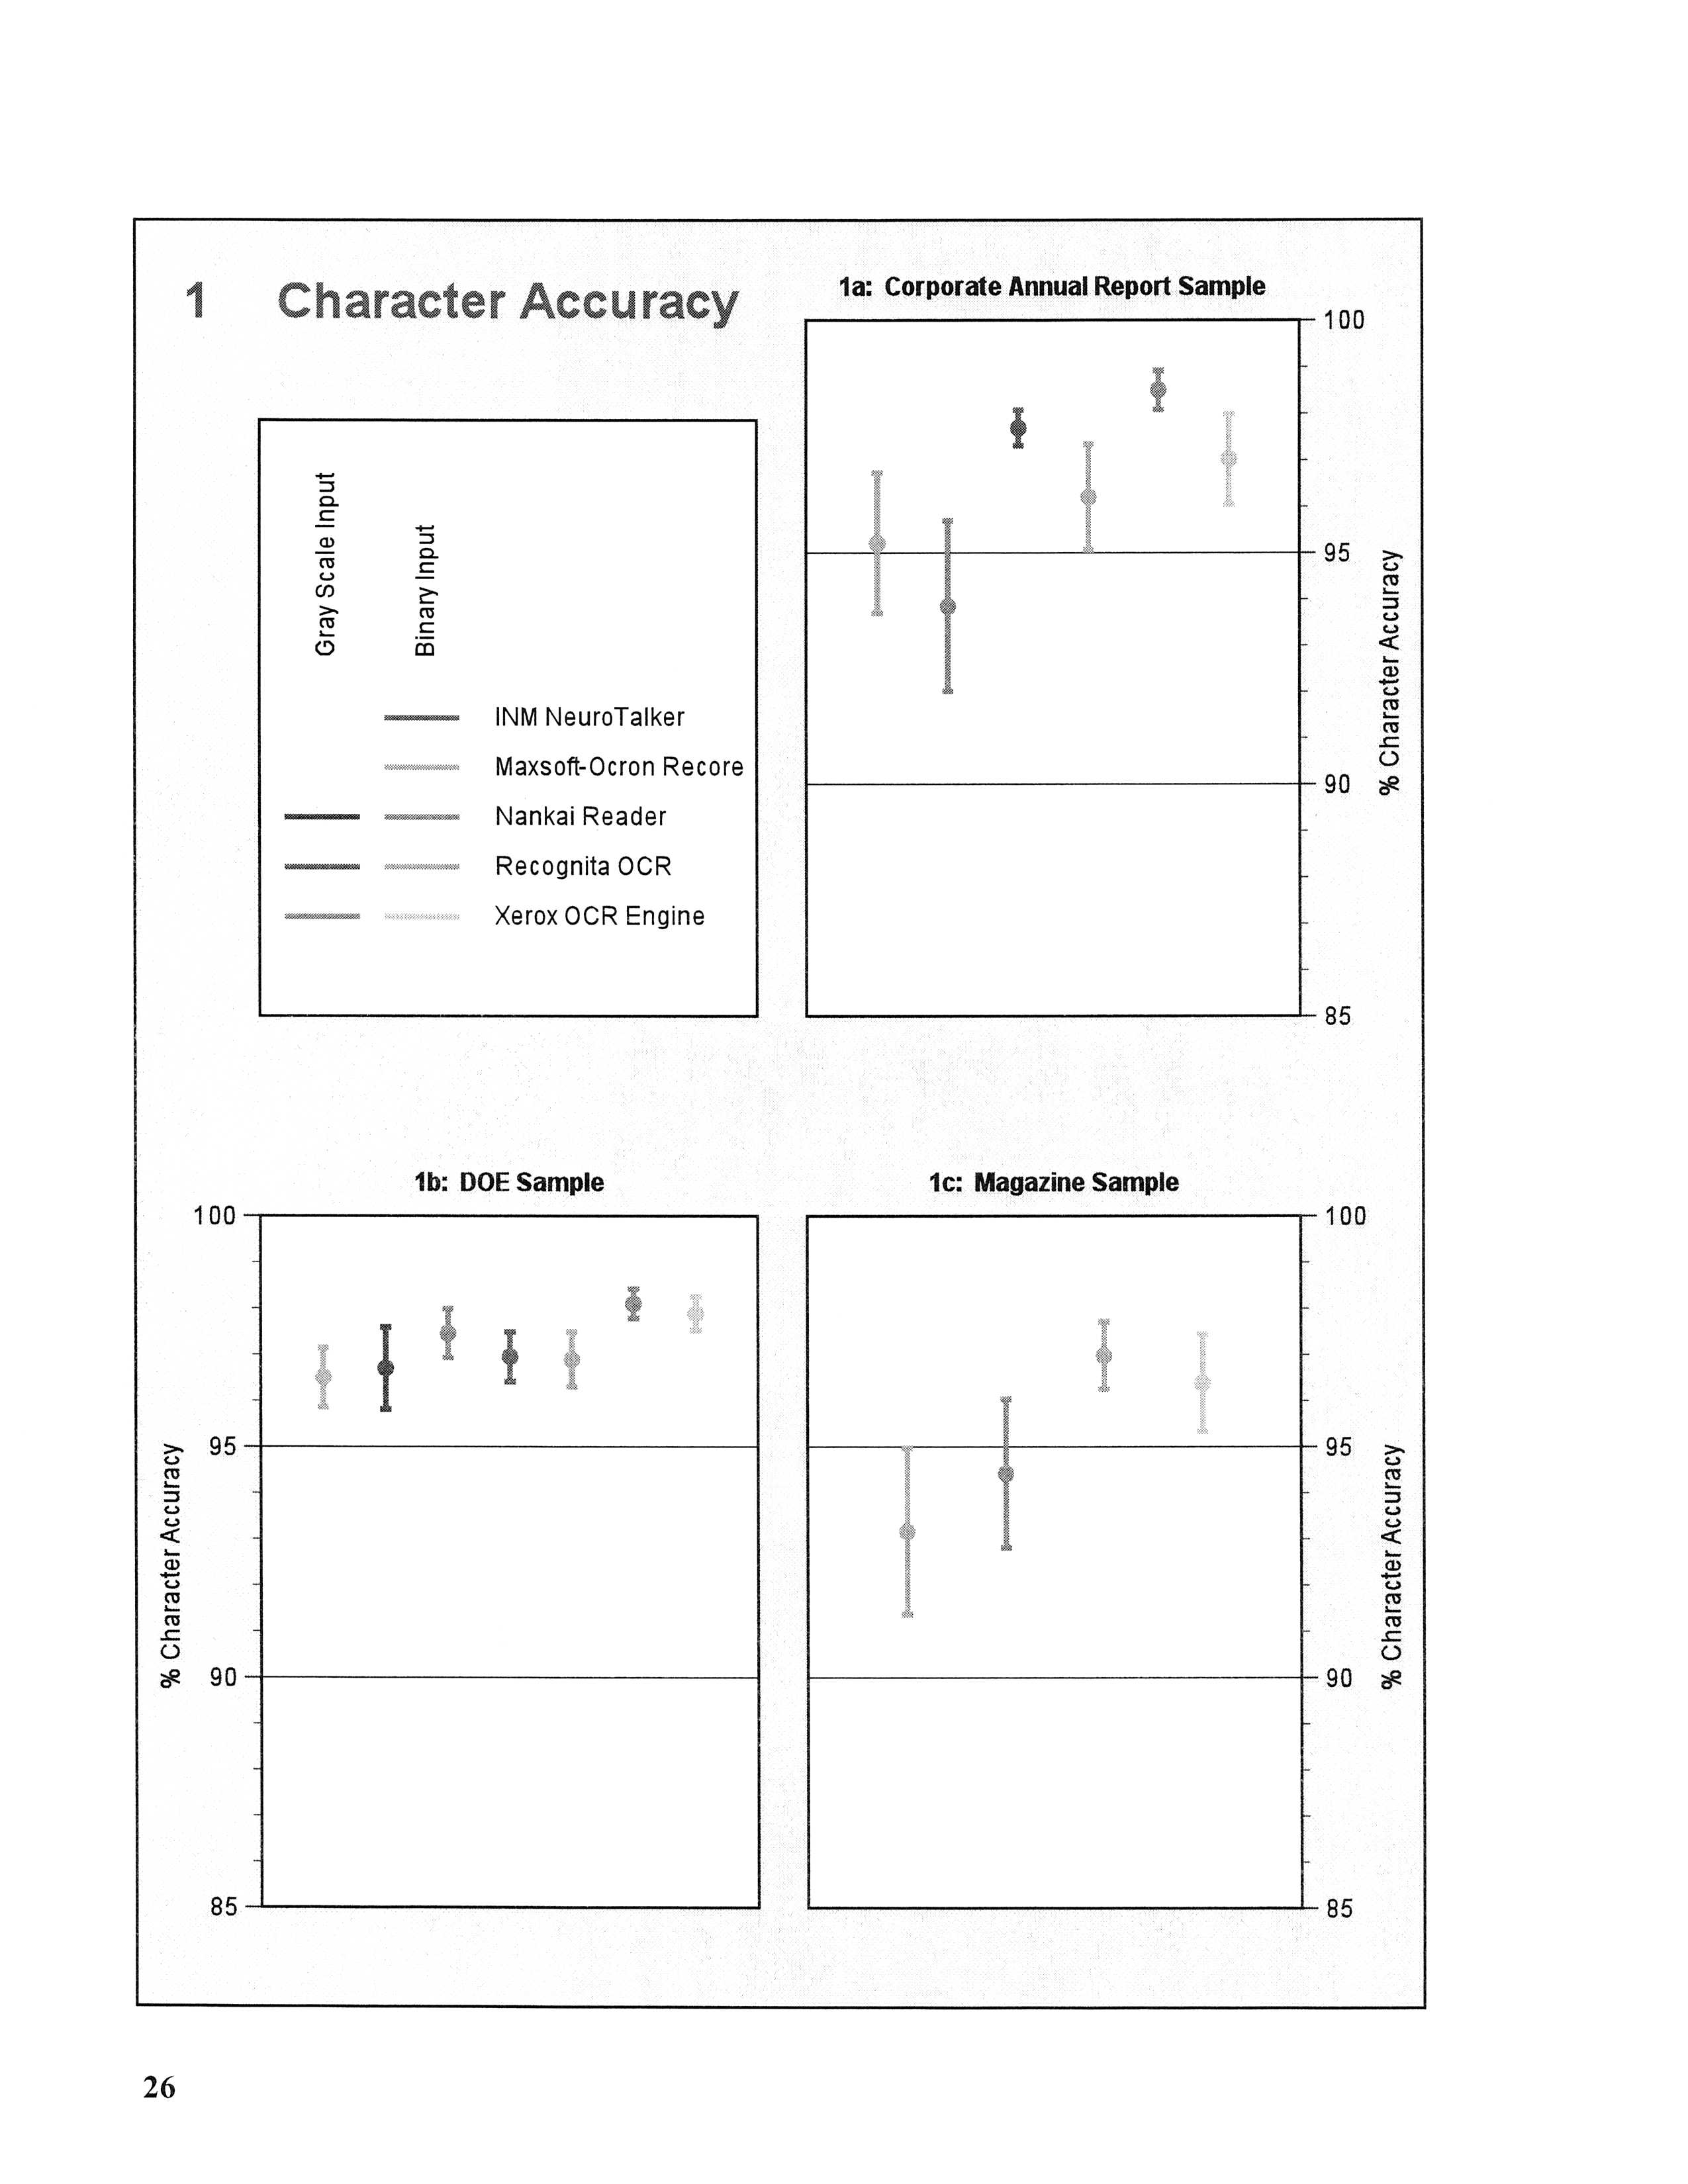 1 Character Accuracy
Gray Scale Input
Binary Input
INM NeuroTalker
Maxsoft-Ocron Recore
Nankai Reader
Recognita OCR
Xerox OCR Engine
1a: Corporate Annual Report Sample
100
95
90
85
% Character Accuracy
1b: DOE Sample
100
95
90
85
% Character Accuracy
1c: Magazine Sample
100
95
90
85
% Character Accuracy
26